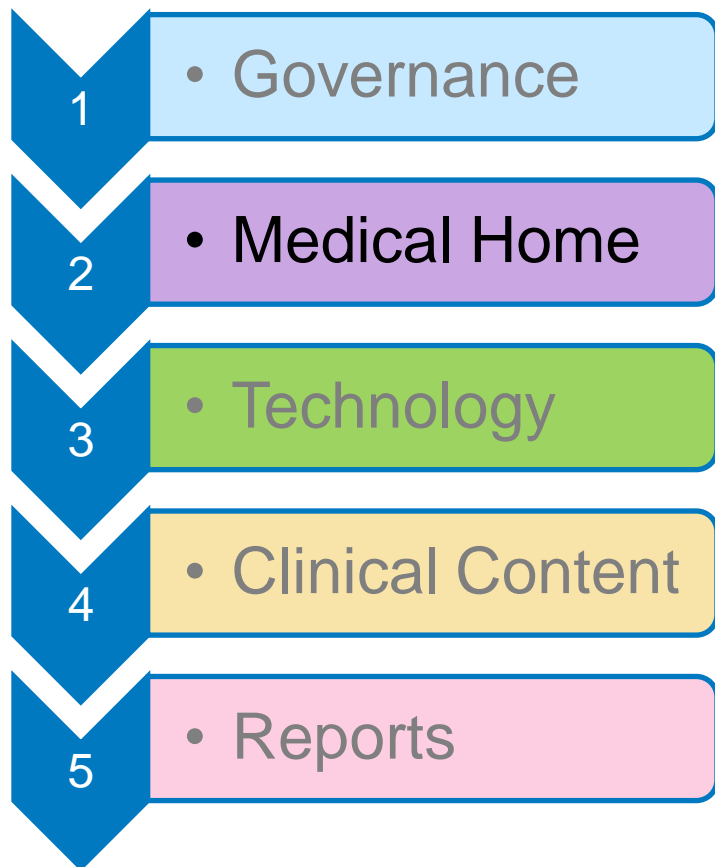 1
• Governance
2
• Medical Home
3
• Technology
4
• Clinical Content
5
• Reports